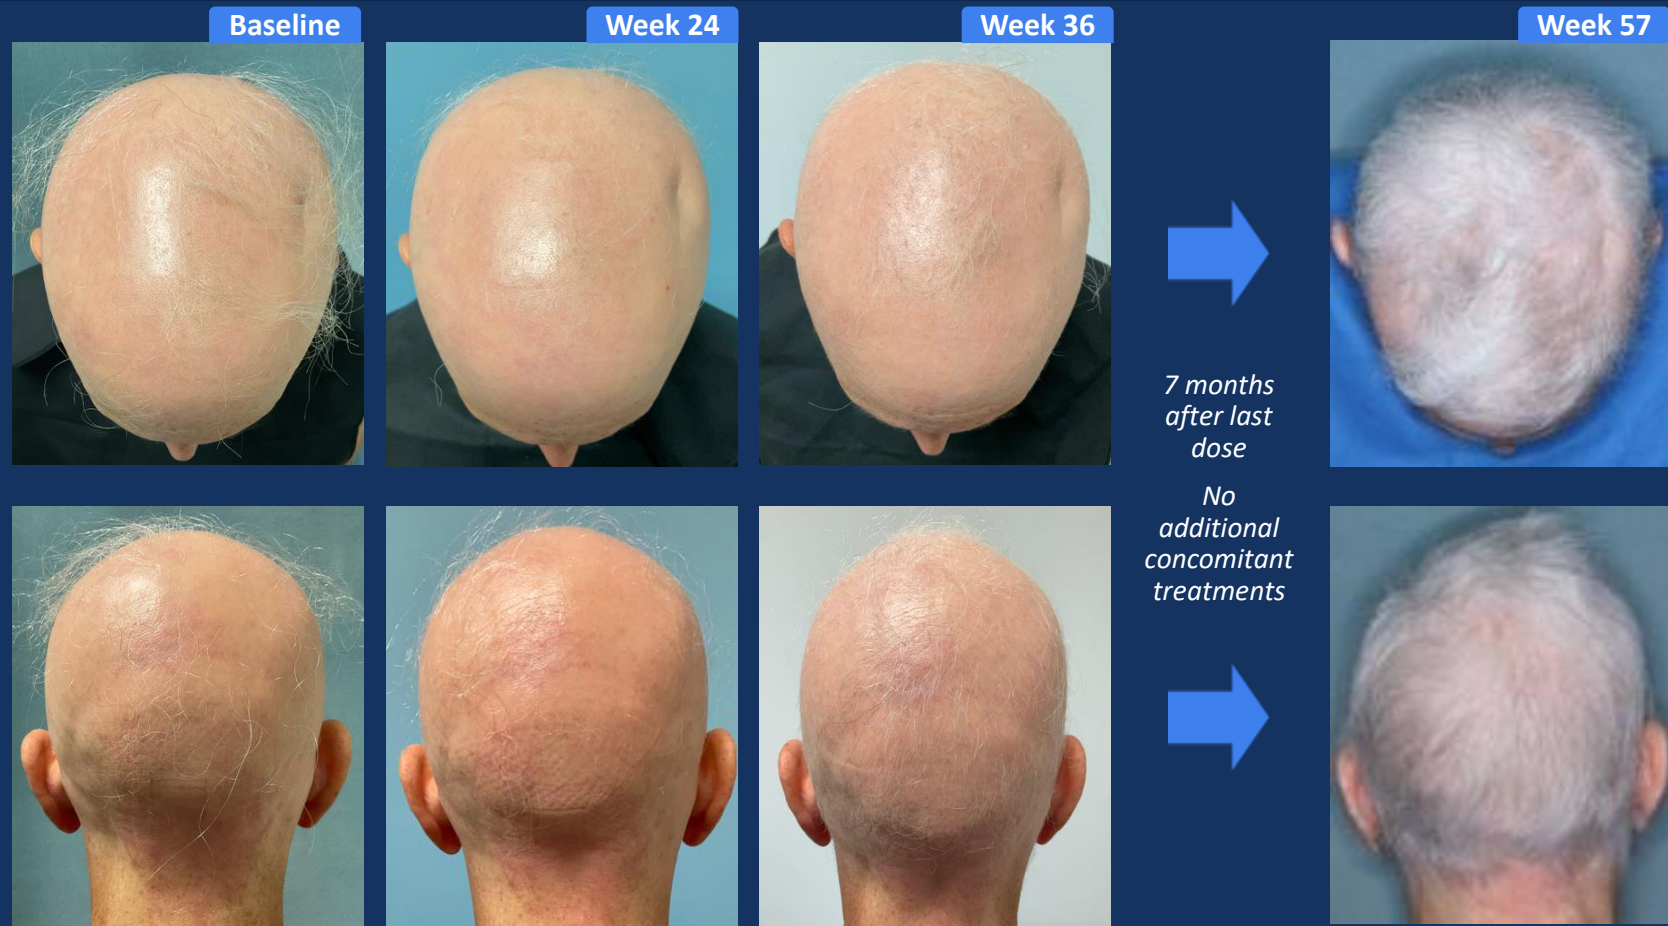 Baseline
Week 24
Week 36
Week 57
7 months
after last
dose
No
additional
concomitant
treatments